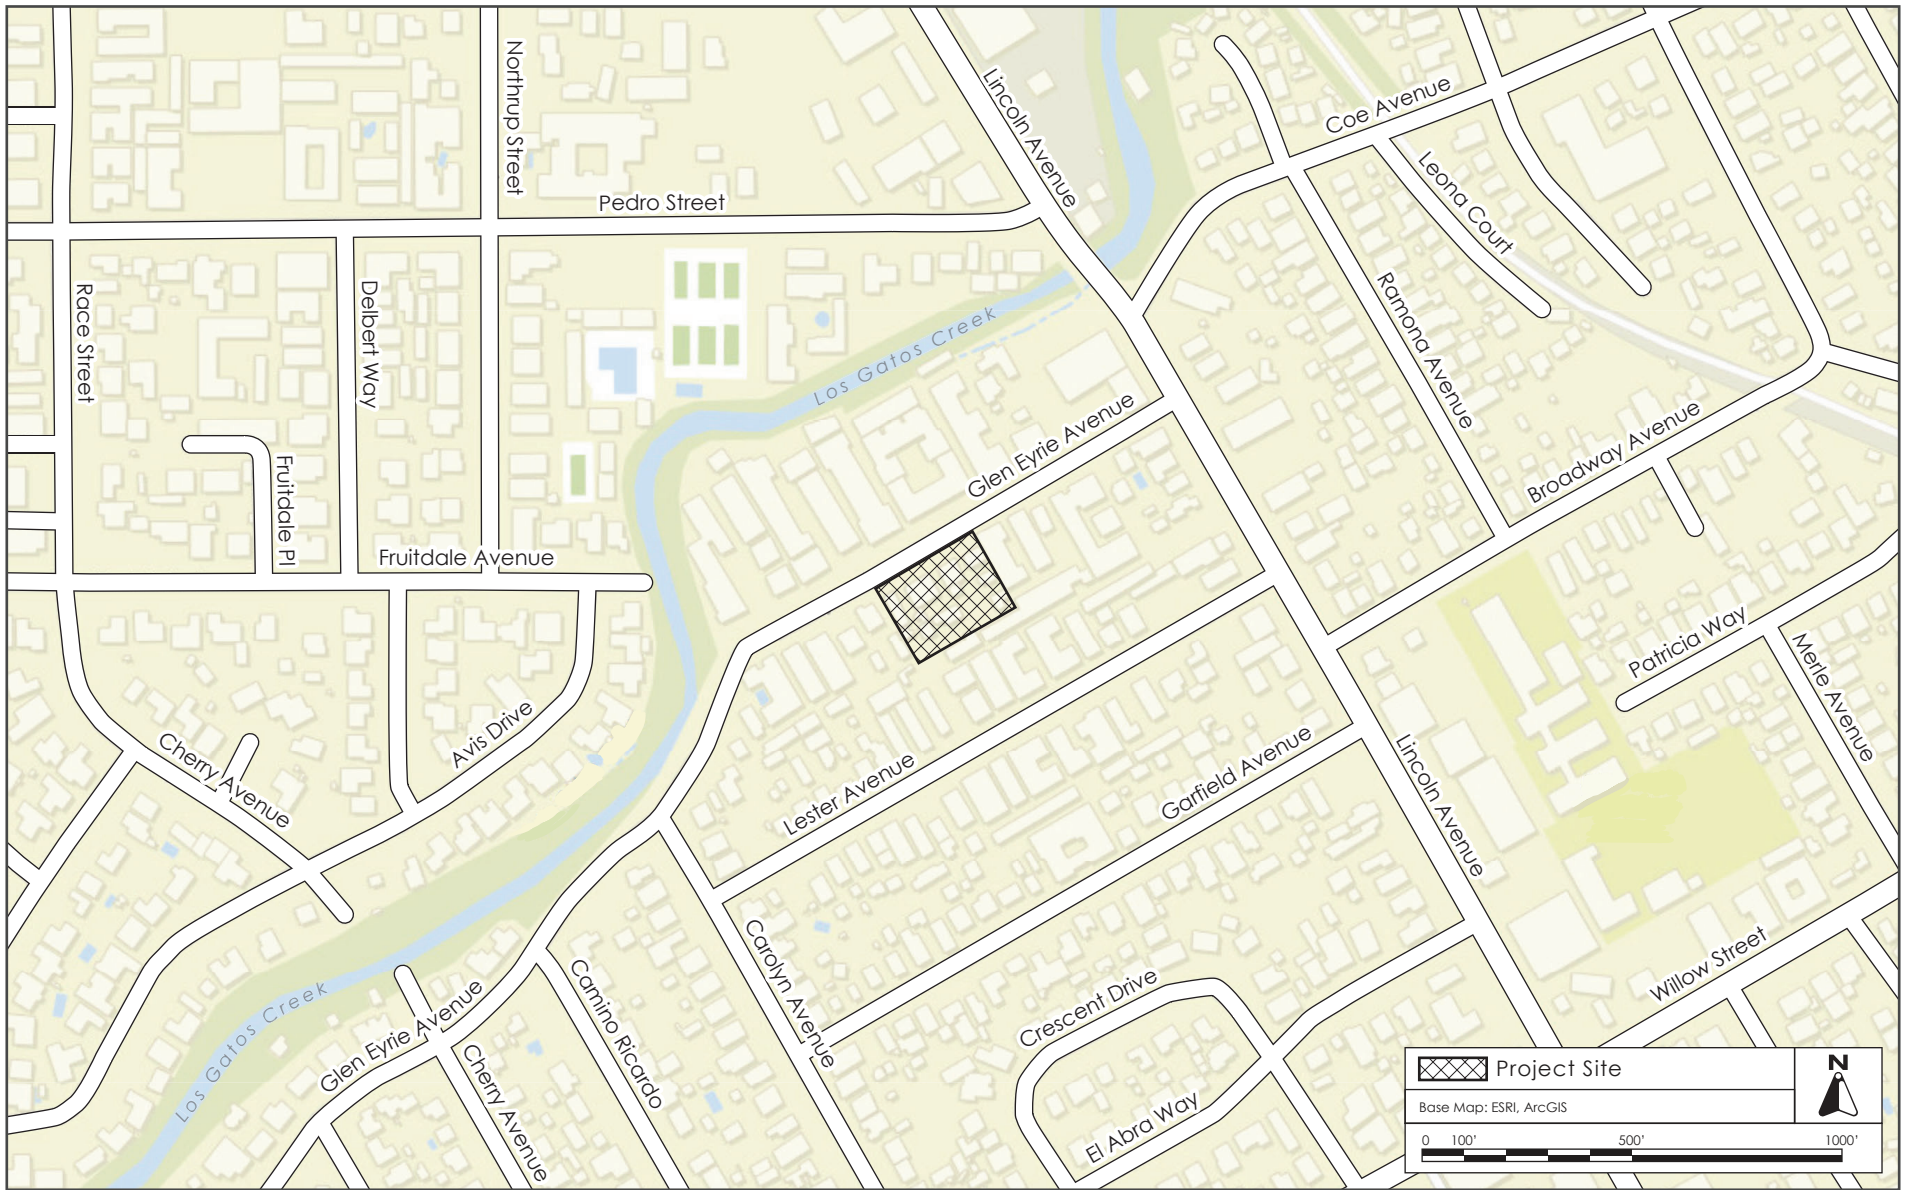 Northrup Street
Lincoln Avenue
Coe Avenue
Leona Court
Pedro Street
Race Street
Delbert Way
Ramona Avenue
Los Gatos Creek
Glen Eyrie Avenue
Broadway Avenue
Fruitdale Pl
Fruitdale Avenue
Patricia Way
Merle Avenue
Avis Drive
Cherry Avenue
Lester Avenue
Garfield Avenue
Lincoln Avenue
Carolyn Avenue
Willow Street
Crescent Drive
Camino Ricardo
Los Gatos Creek
Glen Eyrie Avenue
Cherry Avenue
El Abra Way
Project Site
N
Base Map: ESRI, ArcGIS
0 100' 500' 1000'